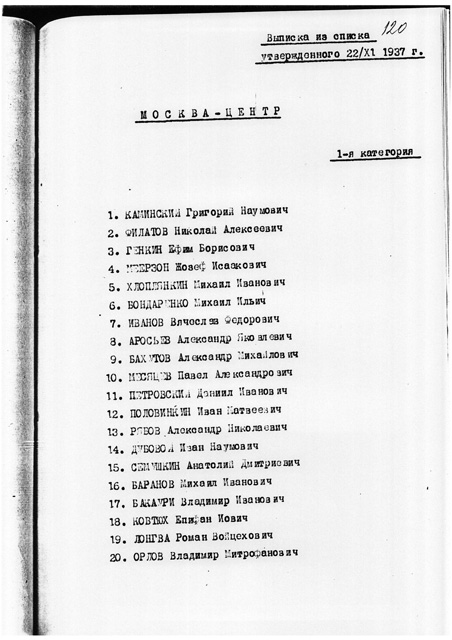 120
Выписка из списка
утвержденного 22/XI 1937 г.
МОСКВА-ЦЕНТР
1-я категория
1. КАМИНСКИЙ Григорий Наумович
2. ФИЛАТОВ Николай Алексеевич
3. ГЕНКИН Ефим Борисович
4. МЕЕРЗОН Жозеф Исаакович
5. ХЛОПЛЯНКИН Михаил Иванович
6. БОНДАРЕНКО Михаил Ильич
7. ИВАНОВ Вячеслав Федорович
8. АРОСЬЕВ Александр Яковлевич
9. БАХУТОВ Александр Михайлович
10. МЕСЯЦЕВ Павел Александрович
11. ПЕТРОВСКИЙ Даниил Иванович
12. ПОЛОВИНКИН Иван Матвеевич
13. РЯБОВ Александр Николаевич
14. ДУБОВОЙ Иван Наумович
15. СЕМУШКИН Анатолий Дмитриевич
16. БАРАНОВ Михаил Иванович
17. БАКАУРИ Владимир Иванович
18. КОВТЮХ Епифан Иович
19. ЛОНГВА Роман Войцехович
20. ОРЛОВ Владимир Митрофанович